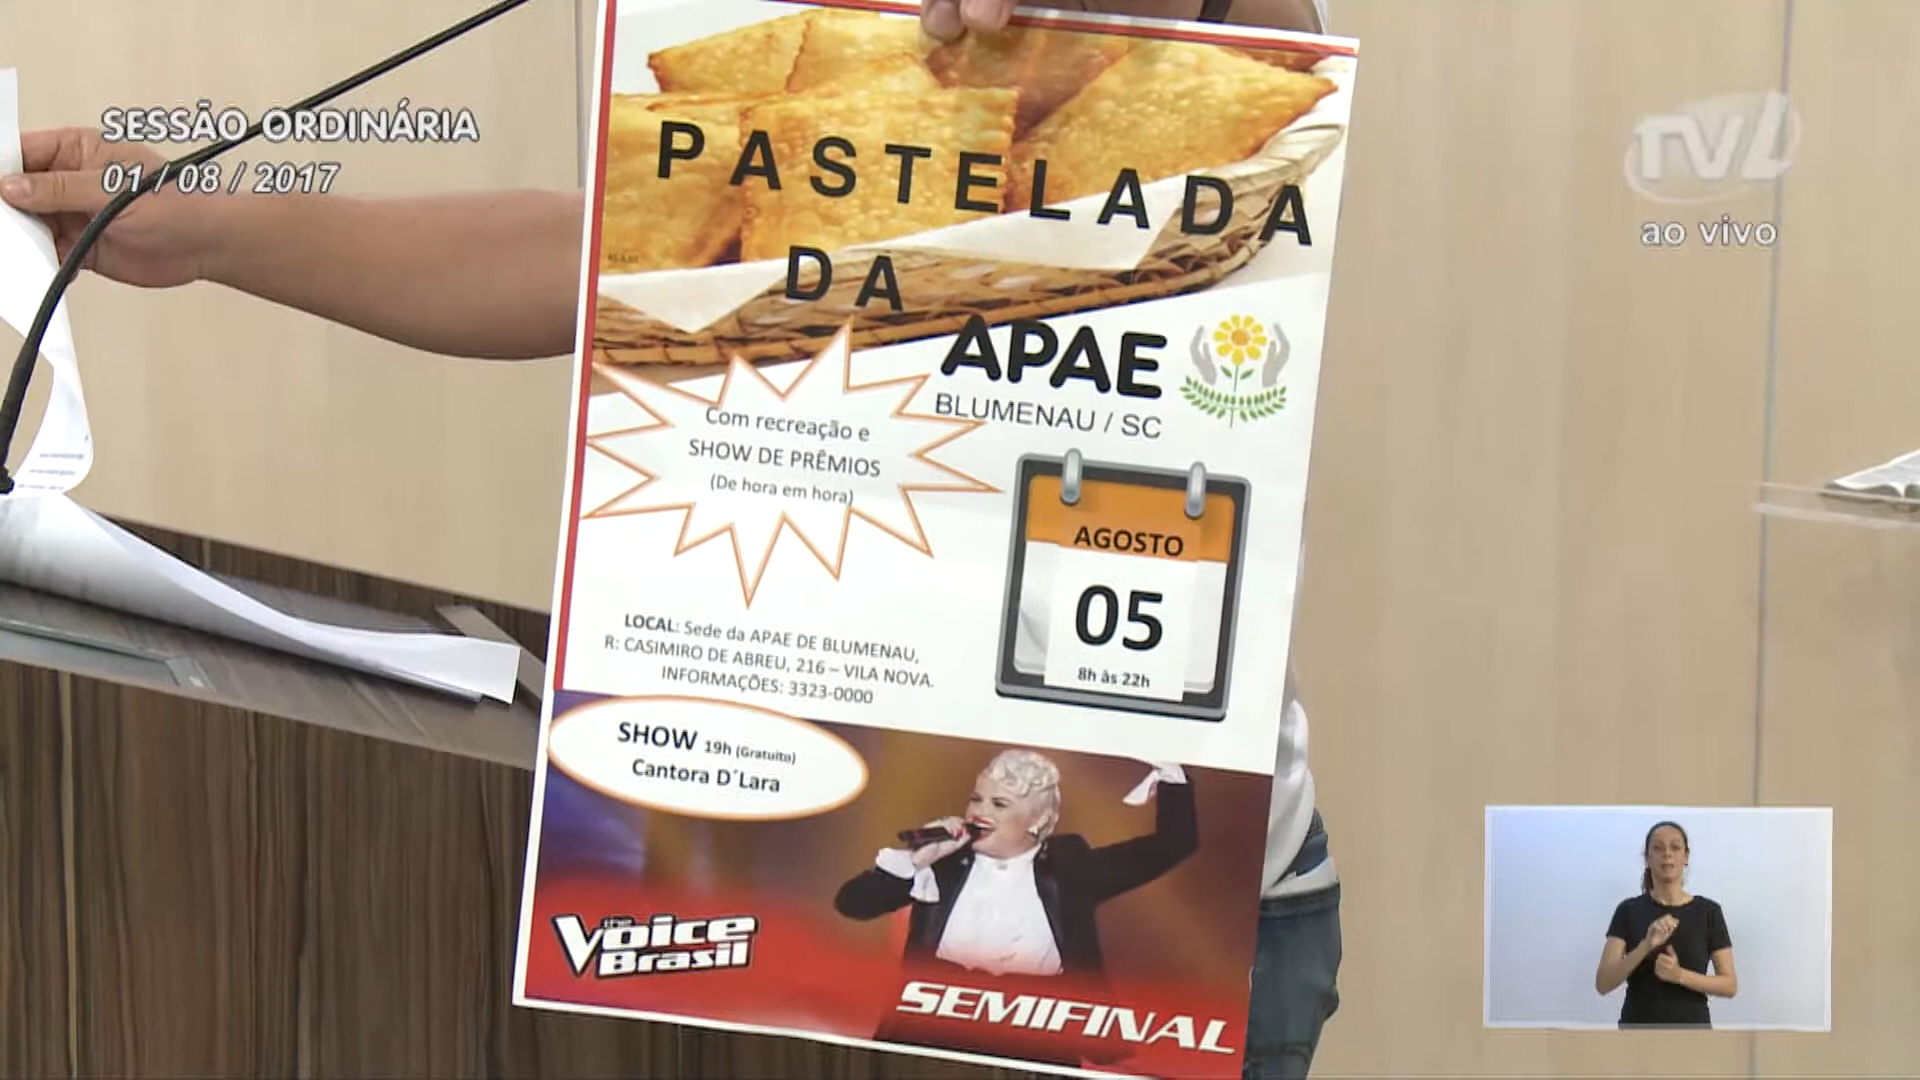 SESSÃO ORDINÁRIA
01 / 08 / 2017
TVL
ao vivo
PASTELADA
DA
APAE
BLUMENAU / SC
Com recreação e
SHOW DE PRÊMIOS
(De hora em hora)
AGOSTO
05
8h às 22h
LOCAL: Sede da APAE DE BLUMENAU,
R: CASIMIRO DE ABREU, 216 – VILA NOVA.
INFORMAÇÕES: 3323-0000
SHOW 19h (Gratuito)
Cantora D´Lara
the
Voice
Brasil
SEMIFINAL